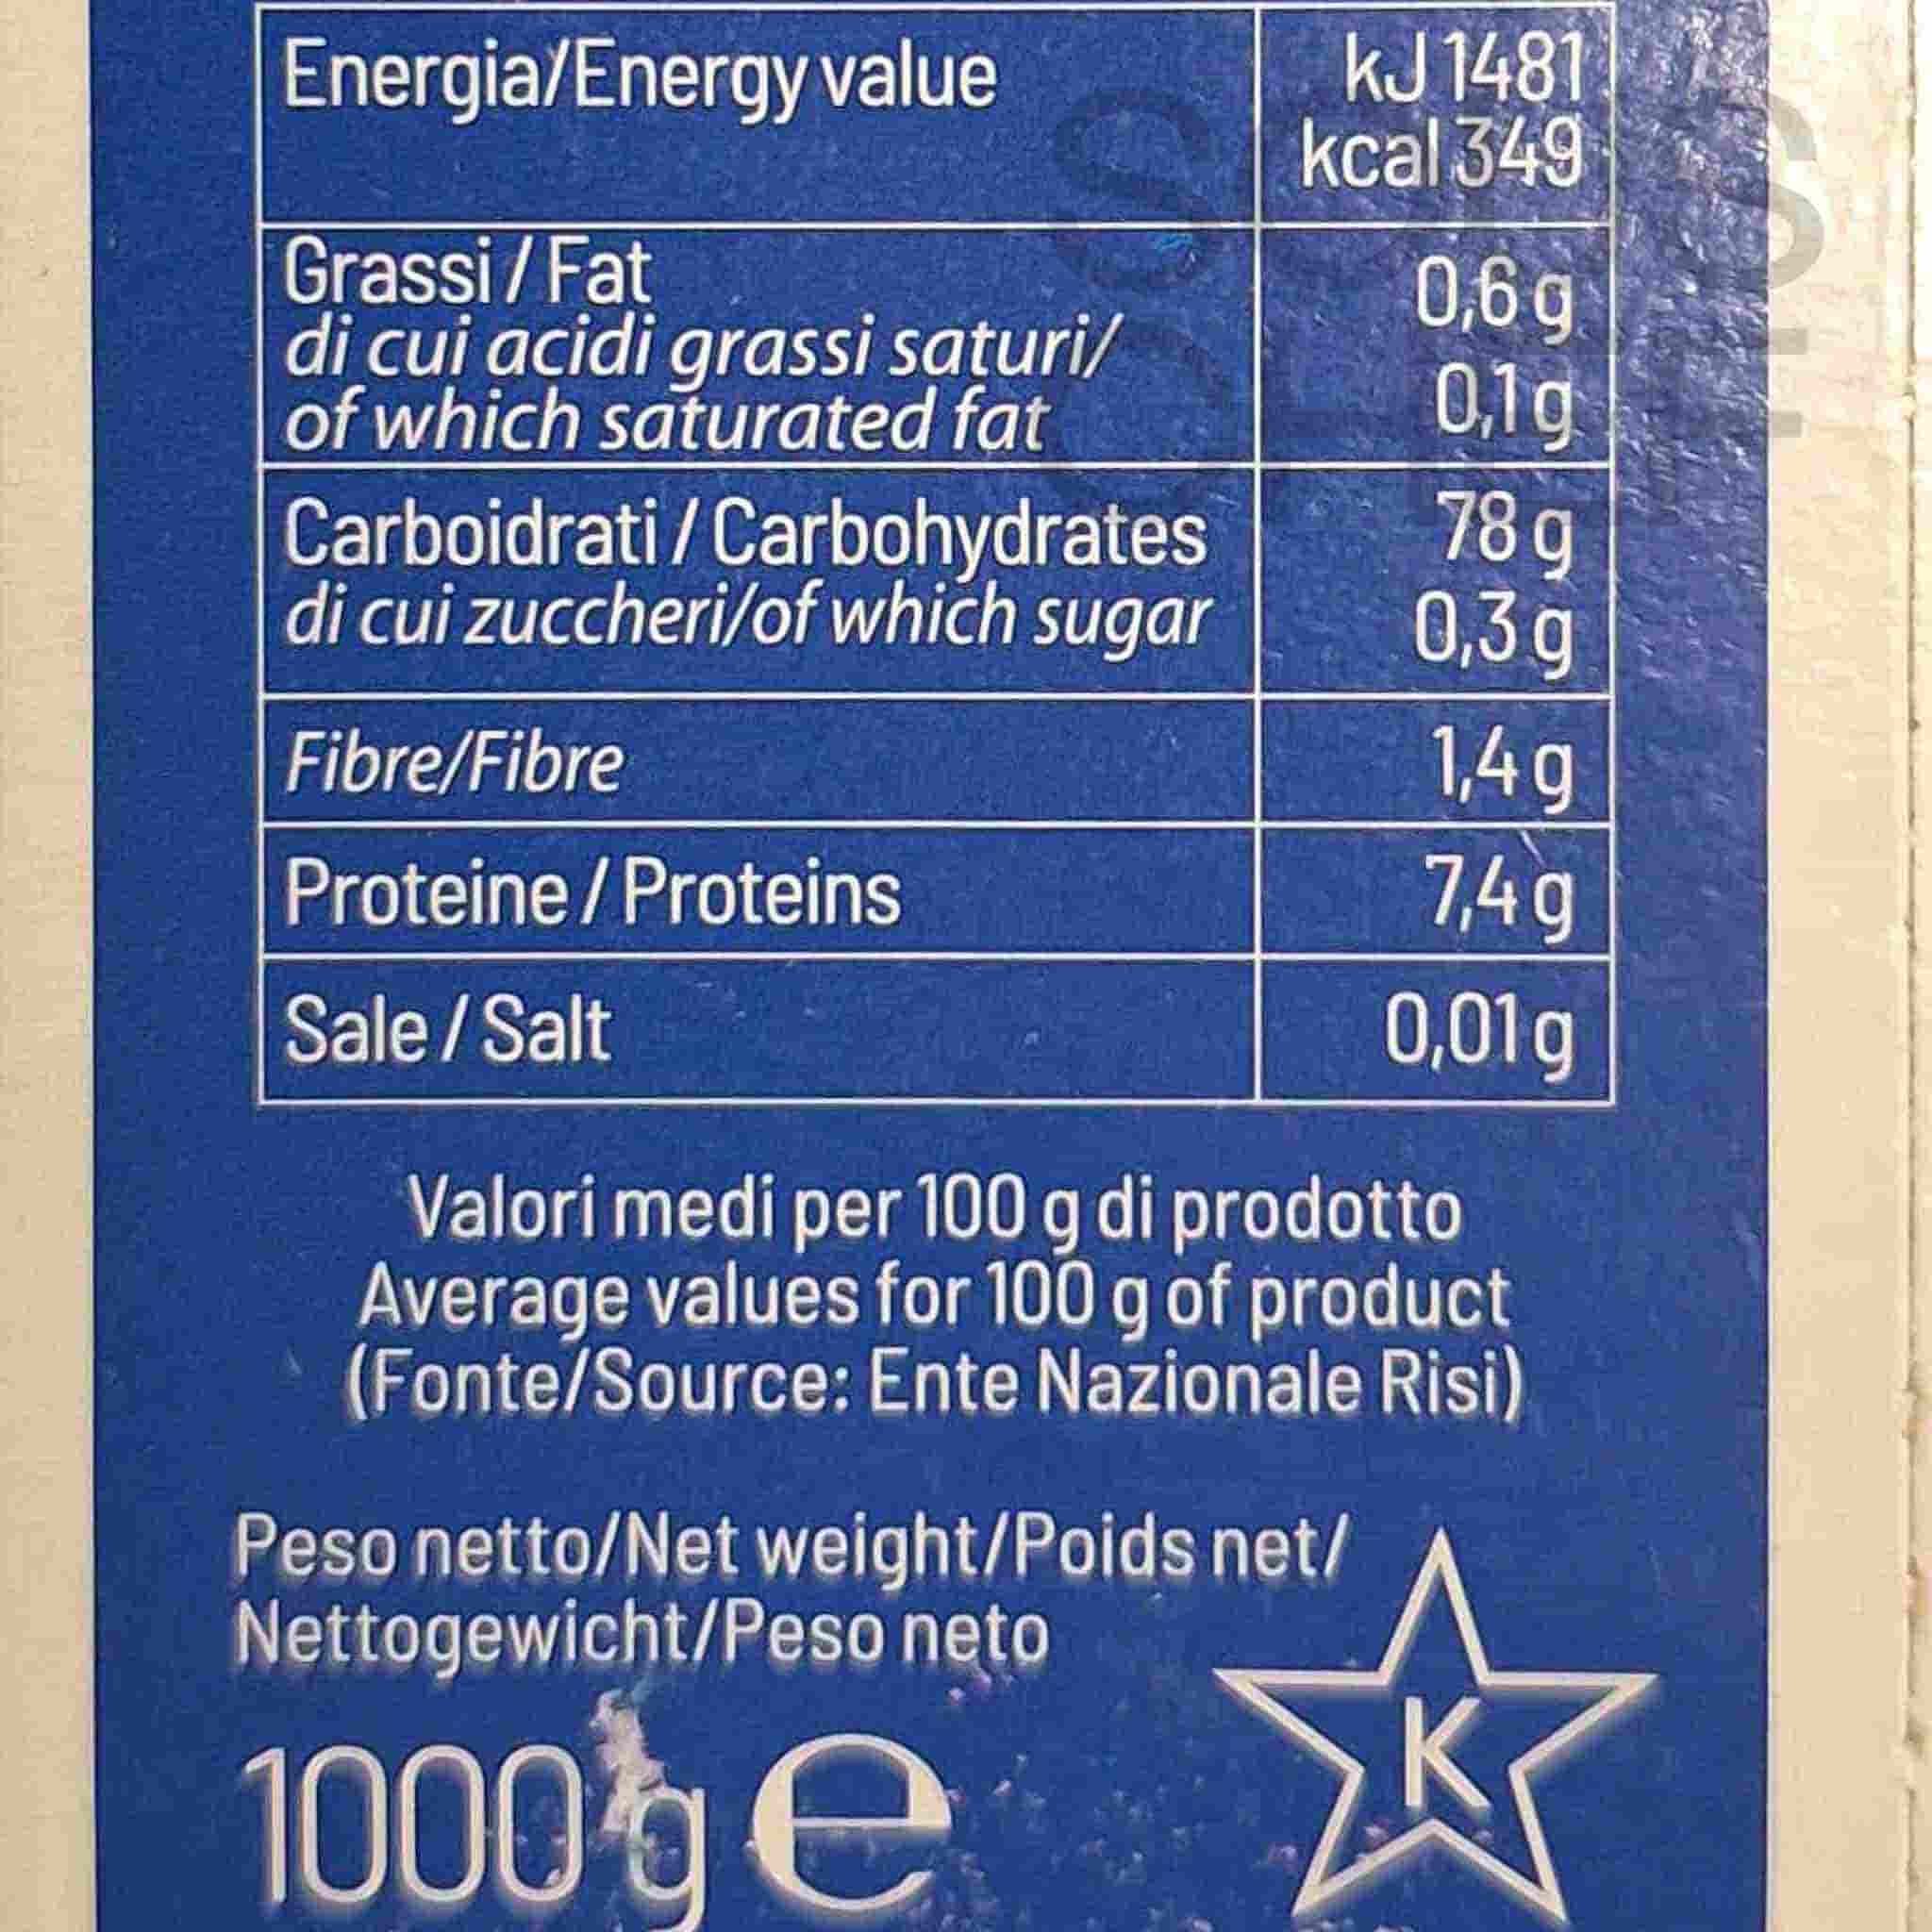 Energia/Energy value kJ 1481
kcal 349
Grassi / Fat 0,6 g
di cui acidi grassi saturi/
of which saturated fat 0,1 g
Carboidrati / Carbohydrates 78 g
di cui zuccheri/of which sugar 0,3 g
Fibre/Fibre 1,4 g
Proteine / Proteins 7,4 g
Sale / Salt 0,01 g
Valori medi per 100 g di prodotto
Average values for 100 g of product
(Fonte/Source: Ente Nazionale Risi)
Peso netto/Net weight/Poids net/
Nettogewicht/Peso neto
1000 g e
K